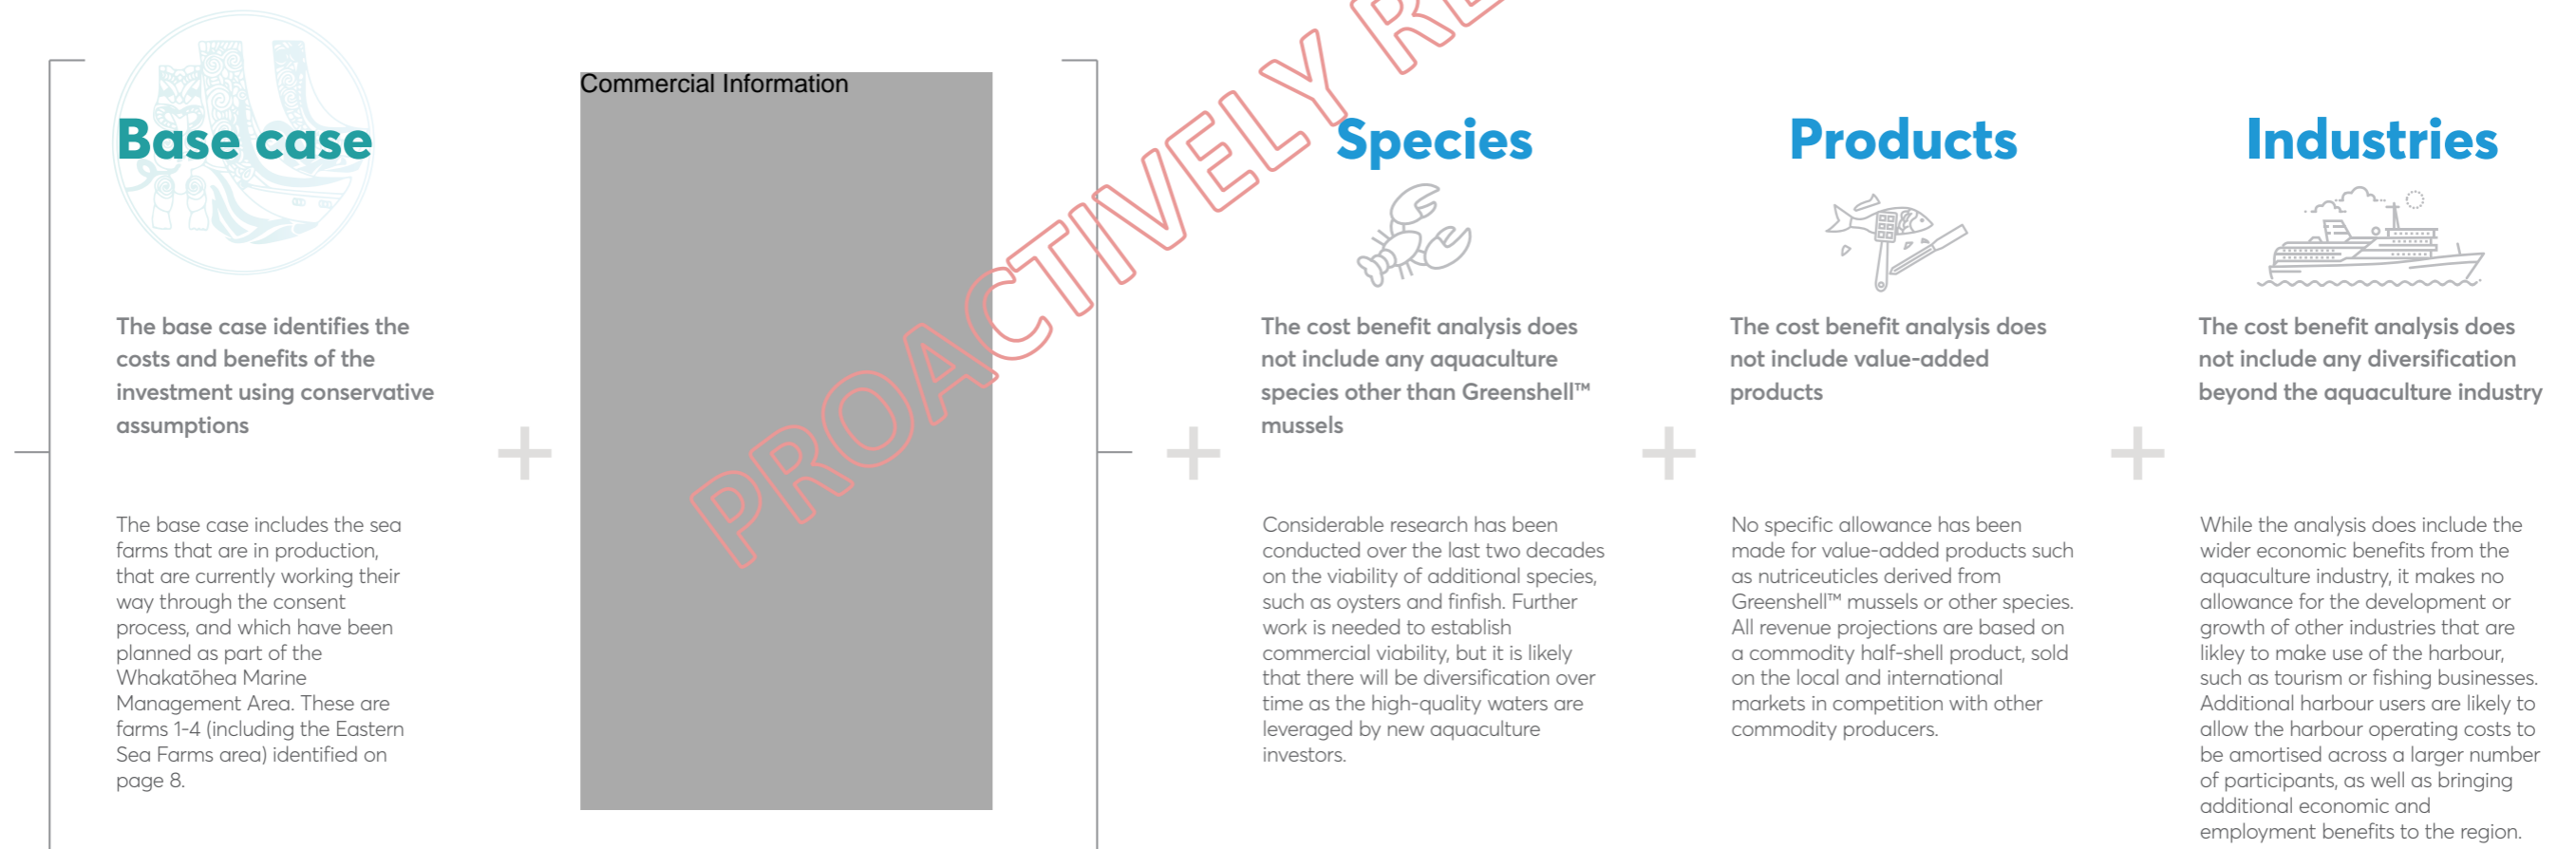 Base case
The base case identifies the
costs and benefits of the
investment using conservative
assumptions
The base case includes the sea
farms that are in production,
that are currently working their
way through the consent
process, and which have been
planned as part of the
Whakatōhea Marine
Management Area. These are
farms 1-4 (including the Eastern
Sea Farms area) identified on
page 8.
+
Commercial Information
PROACTIVELY RE
+
Species
The cost benefit analysis does
not include any aquaculture
species other than Greenshell™
mussels
Considerable research has been
conducted over the last two decades
on the viability of additional species,
such as oysters and finfish. Further
work is needed to establish
commercial viability, but it is likely
that there will be diversification over
time as the high-quality waters are
leveraged by new aquaculture
investors.
+
Products
The cost benefit analysis does
not include value-added
products
No specific allowance has been
made for value-added products such
as nutriceuticles derived from
Greenshell™ mussels or other species.
All revenue projections are based on
a commodity half-shell product, sold
on the local and international
markets in competition with other
commodity producers.
+
Industries
The cost benefit analysis does
not include any diversification
beyond the aquaculture industry
While the analysis does include the
wider economic benefits from the
aquaculture industry, it makes no
allowance for the development or
growth of other industries that are
likley to make use of the harbour,
such as tourism or fishing businesses.
Additional harbour users are likely to
allow the harbour operating costs to
be amortised across a larger number
of participants, as well as bringing
additional economic and
employment benefits to the region.